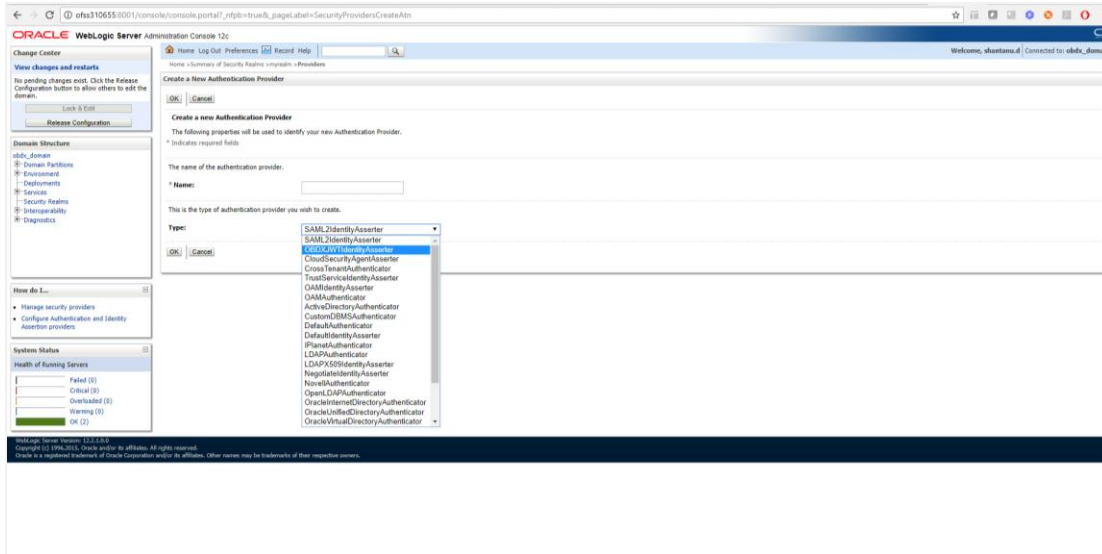 ofss310655:8001/console/console.portal?_nfpb=true&_pageLabel=SecurityProvidersCreateAtn
ORACLE WebLogic Server Administration Console 12c
Change Center
View changes and restarts
No pending changes exist. Click the Release
Configuration button to allow others to edit the
domain.
Lock & Edit
Release Configuration
Domain Structure
obdx_domain
Domain Partitions
Environment
Deployments
Services
Security Realms
Interoperability
Diagnostics
How do I...
Manage security providers
Configure Authentication and Identity
Assertion providers
System Status
Health of Running Servers
Failed (0)
Critical (0)
Overloaded (0)
Warning (0)
OK (2)
Home Log Out Preferences Record Help
Welcome, shantanu.d Connected to: obdx_doma
Home >Summary of Security Realms >myrealm >Providers
Create a New Authentication Provider
OK Cancel
Create a new Authentication Provider
The following properties will be used to identify your new Authentication Provider.
* Indicates required fields
The name of the authentication provider.
* Name:
This is the type of authentication provider you wish to create.
Type: SAML2IdentityAsserter
SAML2IdentityAsserter
OBDXJWTIdentityAsserter
CloudSecurityAgentAsserter
CrossTenantAuthenticator
TrustServiceIdentityAsserter
OAMIdentityAsserter
OAMAuthenticator
ActiveDirectoryAuthenticator
CustomDBMSAuthenticator
DefaultAuthenticator
DefaultIdentityAsserter
IPlanetAuthenticator
LDAPAuthenticator
LDAPX509IdentityAsserter
NegotiateIdentityAsserter
NovellAuthenticator
OpenLDAPAuthenticator
OracleInternetDirectoryAuthenticator
OracleUnifiedDirectoryAuthenticator
OracleVirtualDirectoryAuthenticator
OK Cancel
WebLogic Server Version: 12.2.1.0.0
Copyright (c) 1996,2015, Oracle and/or its affiliates. All rights reserved.
Oracle is a registered trademark of Oracle Corporation and/or its affiliates. Other names may be trademarks of their respective owners.